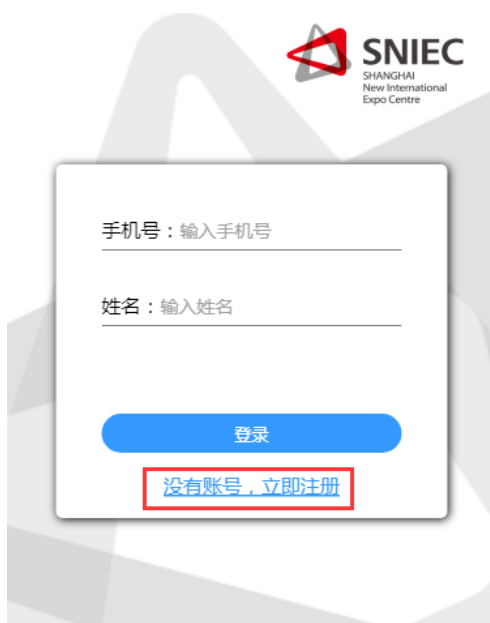 SNIEC
SHANGHAI
New International
Expo Centre
手机号：输入手机号
姓名：输入姓名
登录
没有账号，立即注册